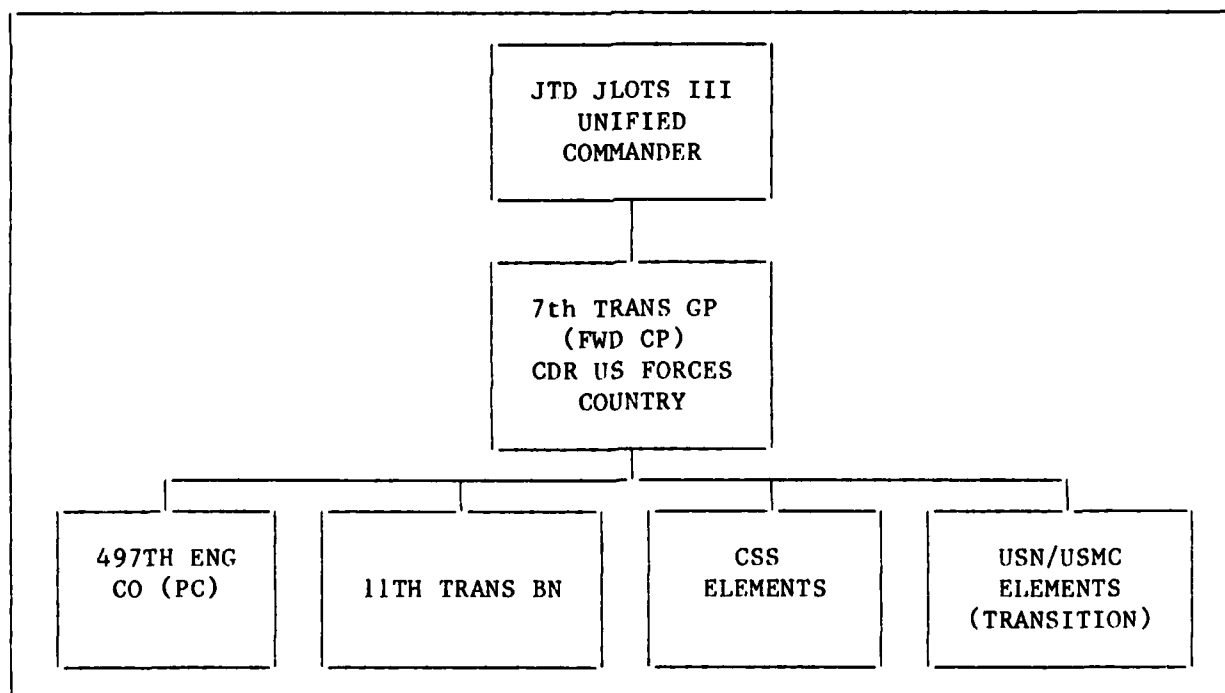 JTD JLOTS III
UNIFIED
COMMANDER
7th TRANS GP
(FWD CP)
CDR US FORCES
COUNTRY
497TH ENG
CO (PC)
11TH TRANS BN
CSS
ELEMENTS
USN/USMC
ELEMENTS
(TRANSITION)